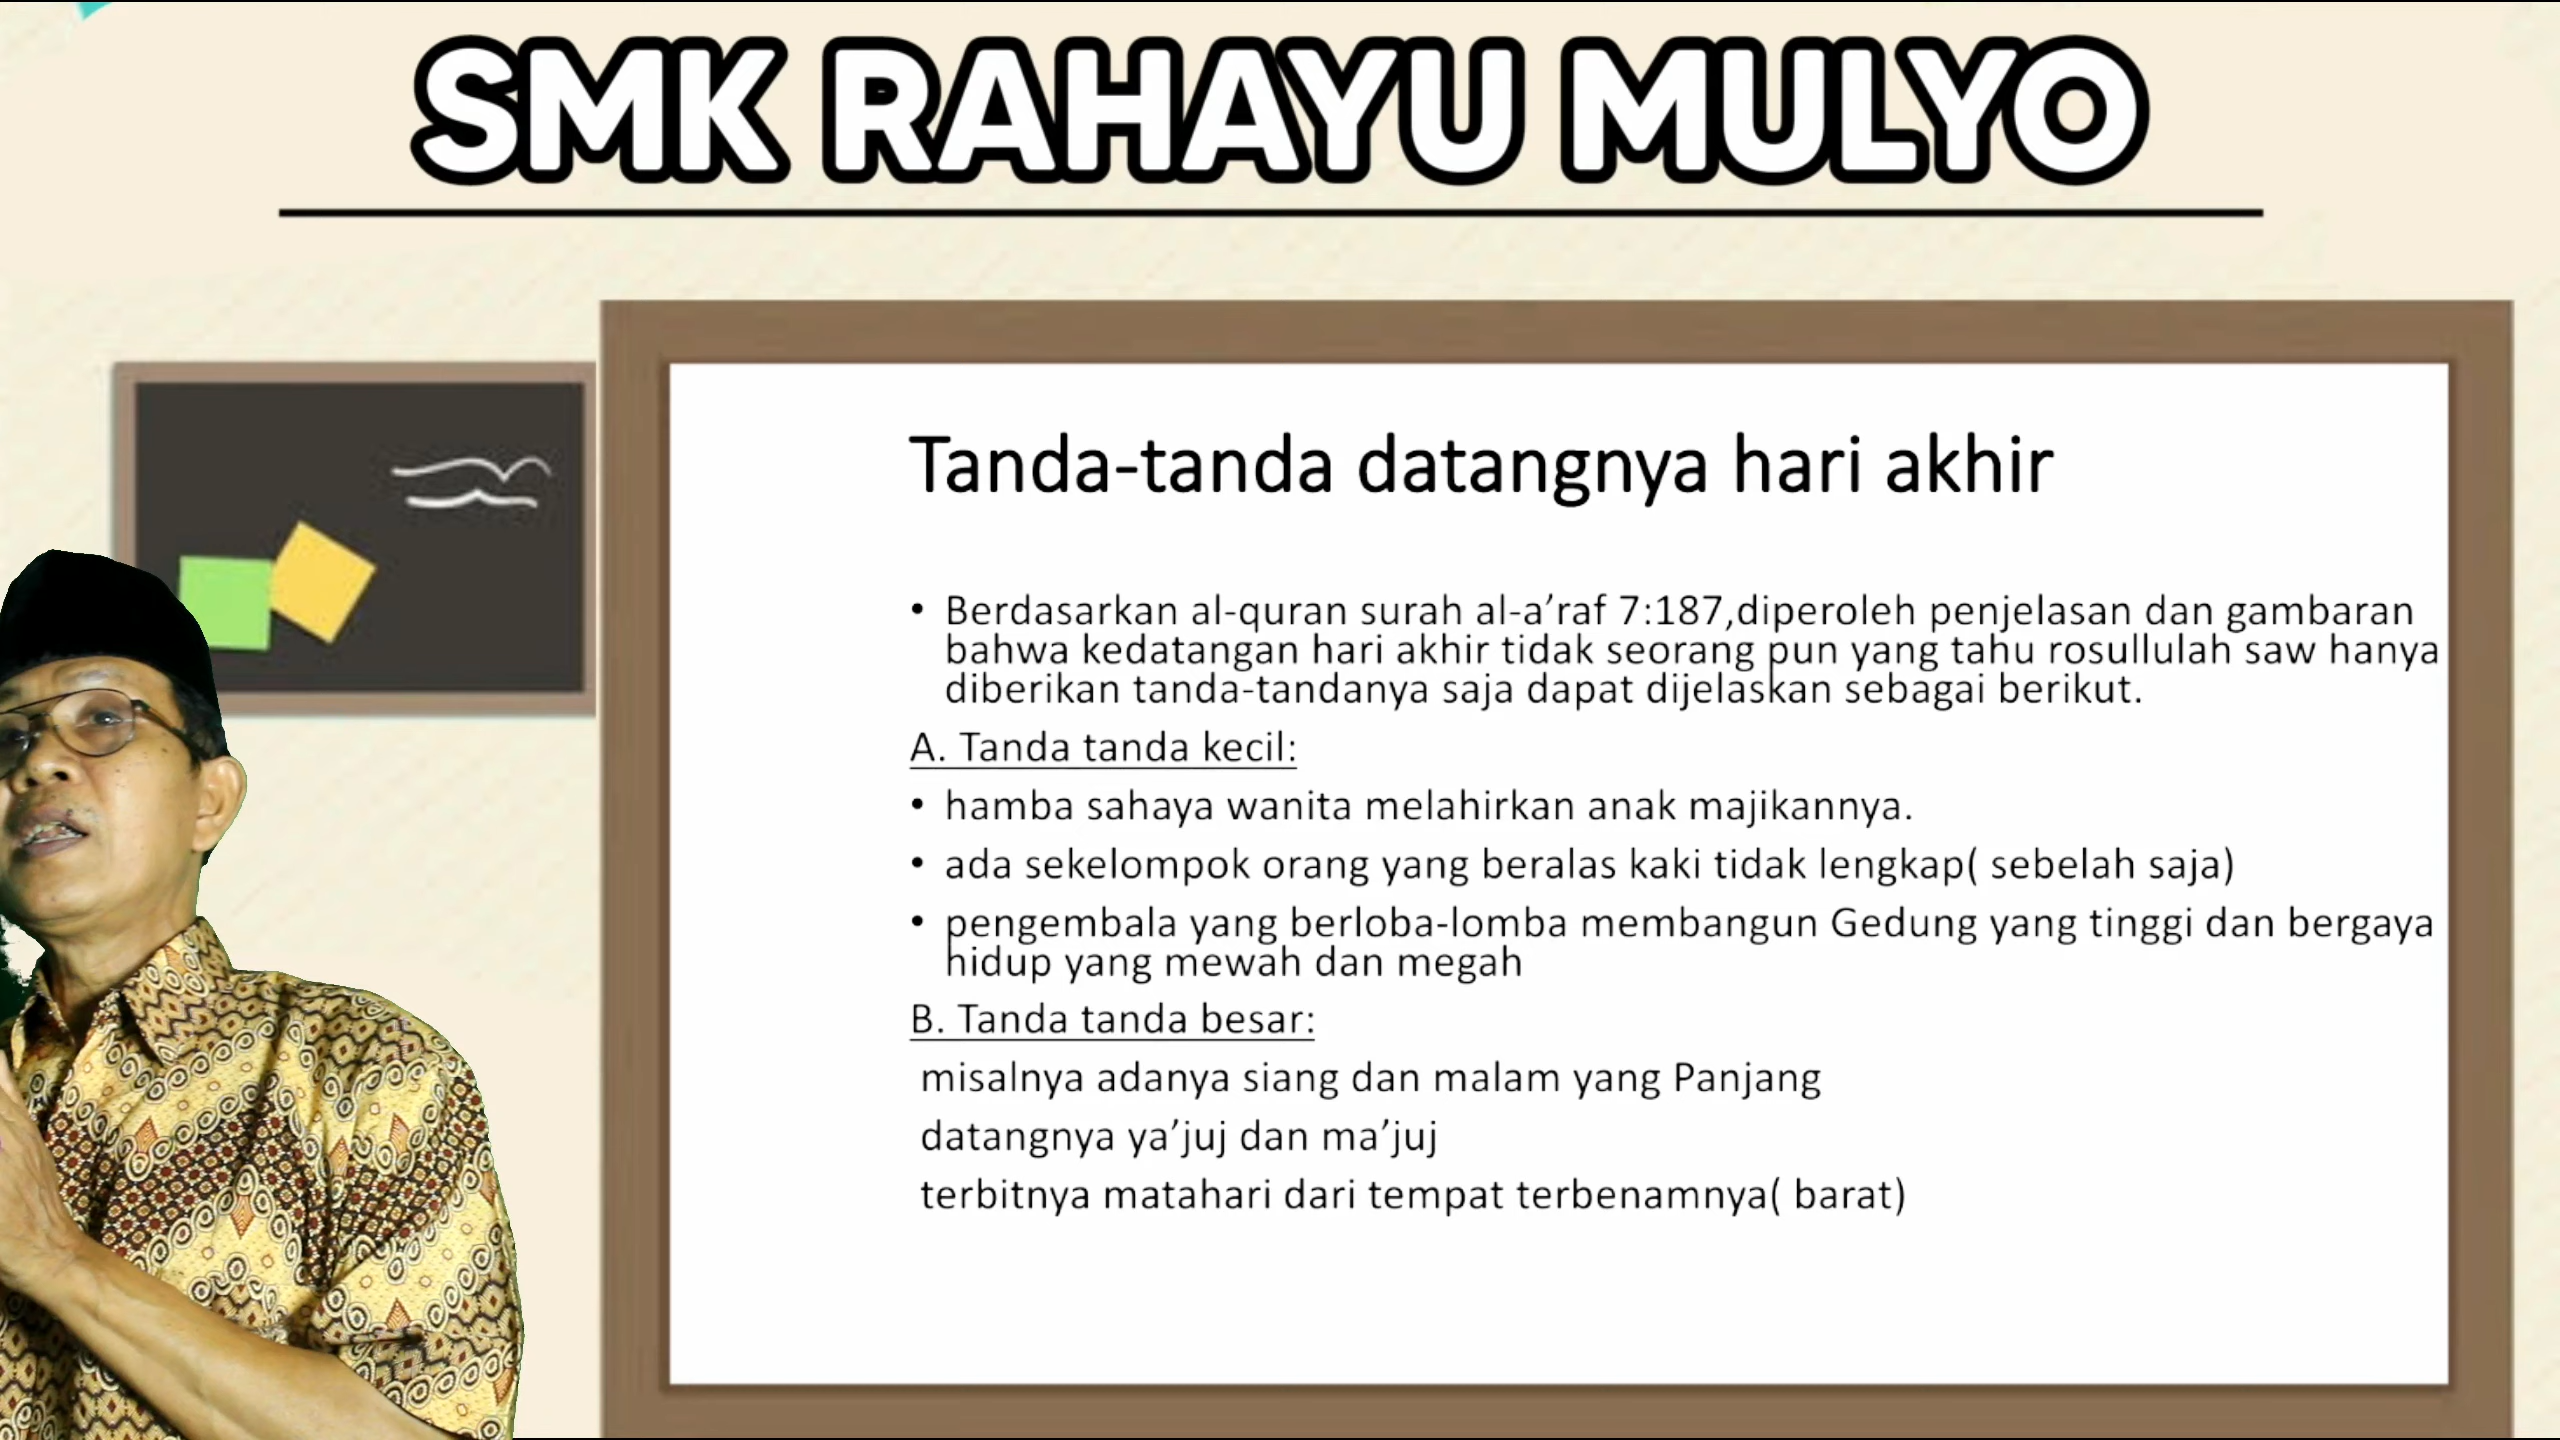 SMK RAHAYU MULYO
Tanda-tanda datangnya hari akhir
• Berdasarkan al-quran surah al-a’raf 7:187,diperoleh penjelasan dan gambaran
bahwa kedatangan hari akhir tidak seorang pun yang tahu rosullulah saw hanya
diberikan tanda-tandanya saja dapat dijelaskan sebagai berikut.
A. Tanda tanda kecil:
• hamba sahaya wanita melahirkan anak majikannya.
• ada sekelompok orang yang beralas kaki tidak lengkap( sebelah saja)
• pengembala yang berloba-lomba membangun Gedung yang tinggi dan bergaya
hidup yang mewah dan megah
B. Tanda tanda besar:
misalnya adanya siang dan malam yang Panjang
datangnya ya’juj dan ma’juj
terbitnya matahari dari tempat terbenamnya( barat)